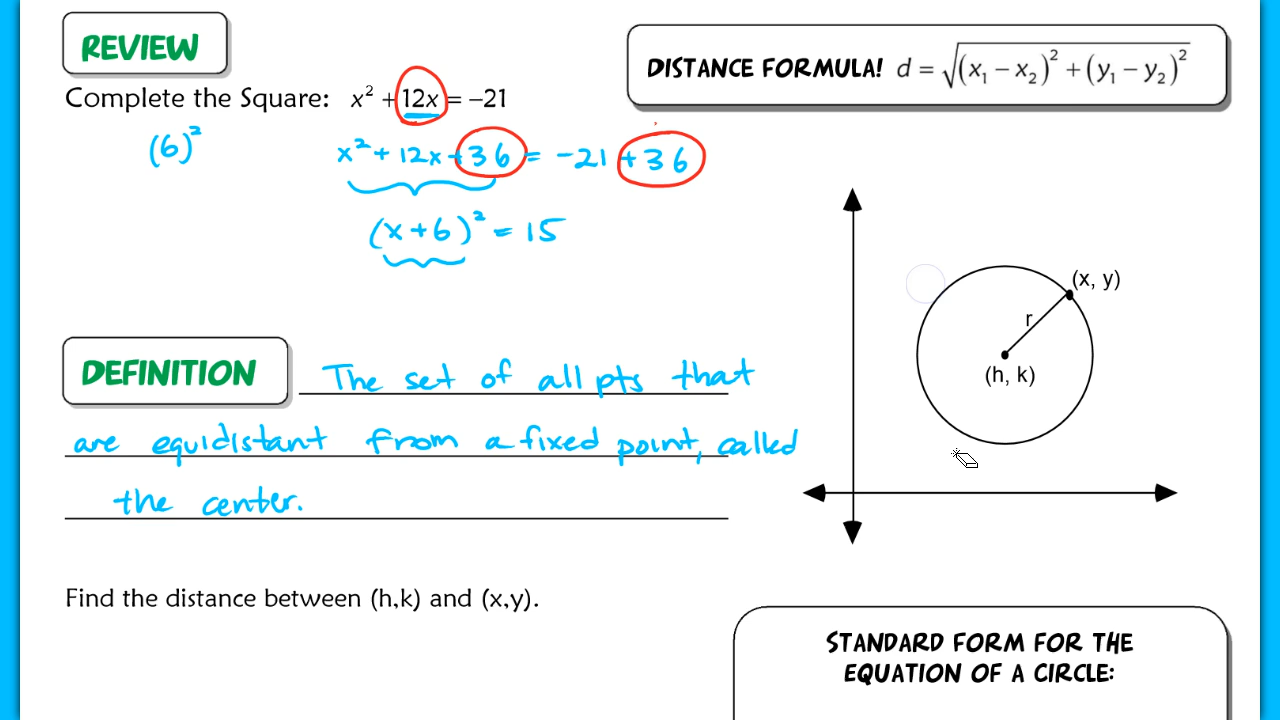 REVIEW
DISTANCE FORMULA! d = √(x₁ − x₂)² + (y₁ − y₂)²
Complete the Square: x² + 12x = −21
(6)²
x² + 12x + 36 = -21 + 36
(x + 6)² = 15
(x, y)
r
(h, k)
DEFINITION The set of all pts that
are equidistant from a fixed point, called
the center.
Find the distance between (h,k) and (x,y).
STANDARD FORM FOR THE
EQUATION OF A CIRCLE: